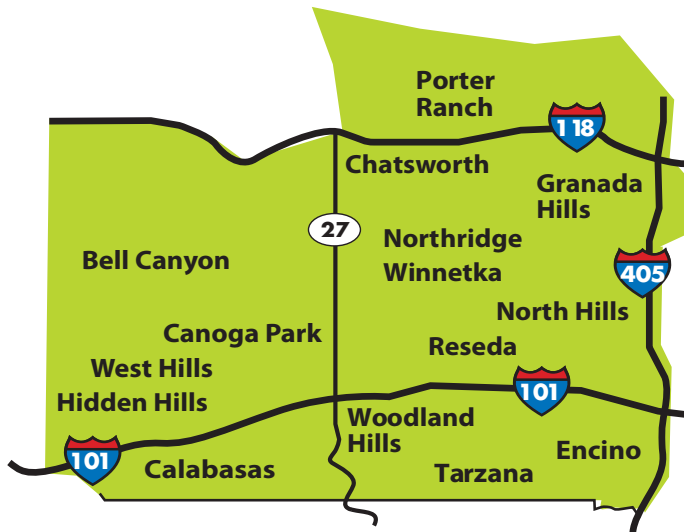 Porter
Ranch
118
Chatsworth
Granada
Hills
27
Northridge
Bell Canyon
Winnetka
405
North Hills
Canoga Park
Reseda
West Hills
101
Hidden Hills
Woodland
Hills
Encino
101
Calabasas
Tarzana